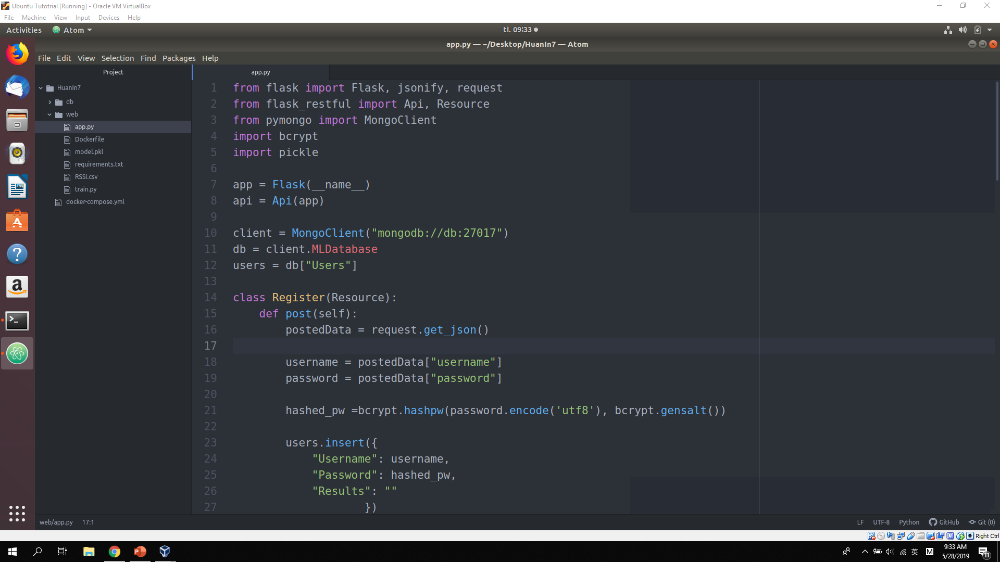 Ubuntu Tutotrial [Running] - Oracle VM VirtualBox
File Machine View Input Devices Help
Activities Atom ti. 09:33
app.py — ~/Desktop/HuanIn7 — Atom
File Edit View Selection Find Packages Help
Project
HuanIn7
db
web
app.py
Dockerfile
model.pkl
requirements.txt
RSSI.csv
train.py
docker-compose.yml
app.py
1 from flask import Flask, jsonify, request
2 from flask_restful import Api, Resource
3 from pymongo import MongoClient
4 import bcrypt
5 import pickle
6
7 app = Flask(__name__)
8 api = Api(app)
9
10 client = MongoClient("mongodb://db:27017")
11 db = client.MLDatabase
12 users = db["Users"]
13
14 class Register(Resource):
15 def post(self):
16 postedData = request.get_json()
17
18 username = postedData["username"]
19 password = postedData["password"]
20
21 hashed_pw =bcrypt.hashpw(password.encode('utf8'), bcrypt.gensalt())
22
23 users.insert({
24 "Username": username,
25 "Password": hashed_pw,
26 "Results": ""
27 })
web/app.py 17:1 LF UTF-8 Python GitHub Git (0)
Right Ctrl
英 M 9:33 AM
5/28/2019 11